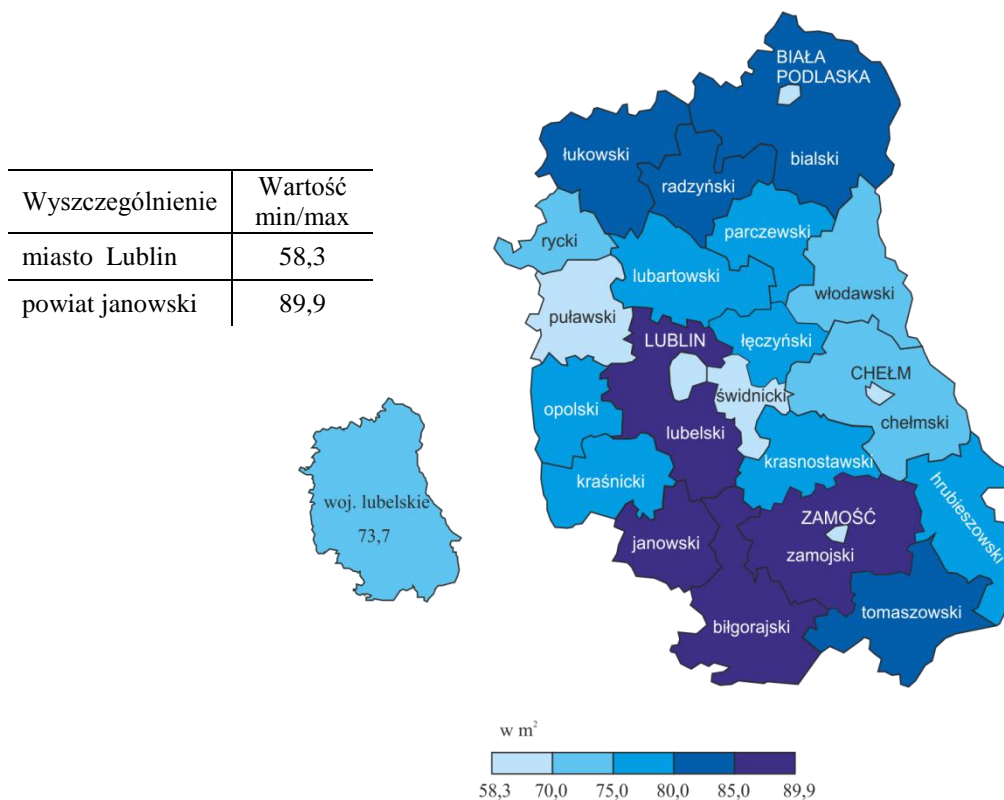 Wyszczególnienie
Wartość
min/max
miasto Lublin
58,3
powiat janowski
89,9
woj. lubelskie
73,7
BIAŁA
PODLASKA
łukowski
bialski
radzyński
parczewski
rycki
lubartowski
włodawski
puławski
LUBLIN
łęczyński
CHEŁM
świdnicki
opolski
chełmski
lubelski
krasnostawski
kraśnicki
hrubieszowski
ZAMOŚĆ
janowski
zamojski
tomaszowski
biłgorajski
w m²
58,3 70,0 75,0 80,0 85,0 89,9